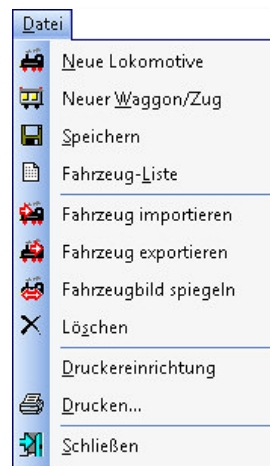 Datei
Neue Lokomotive
Neuer Waggon/Zug
Speichern
Fahrzeug-Liste
Fahrzeug importieren
Fahrzeug exportieren
Fahrzeugbild spiegeln
Löschen
Druckereinrichtung
Drucken...
Schließen